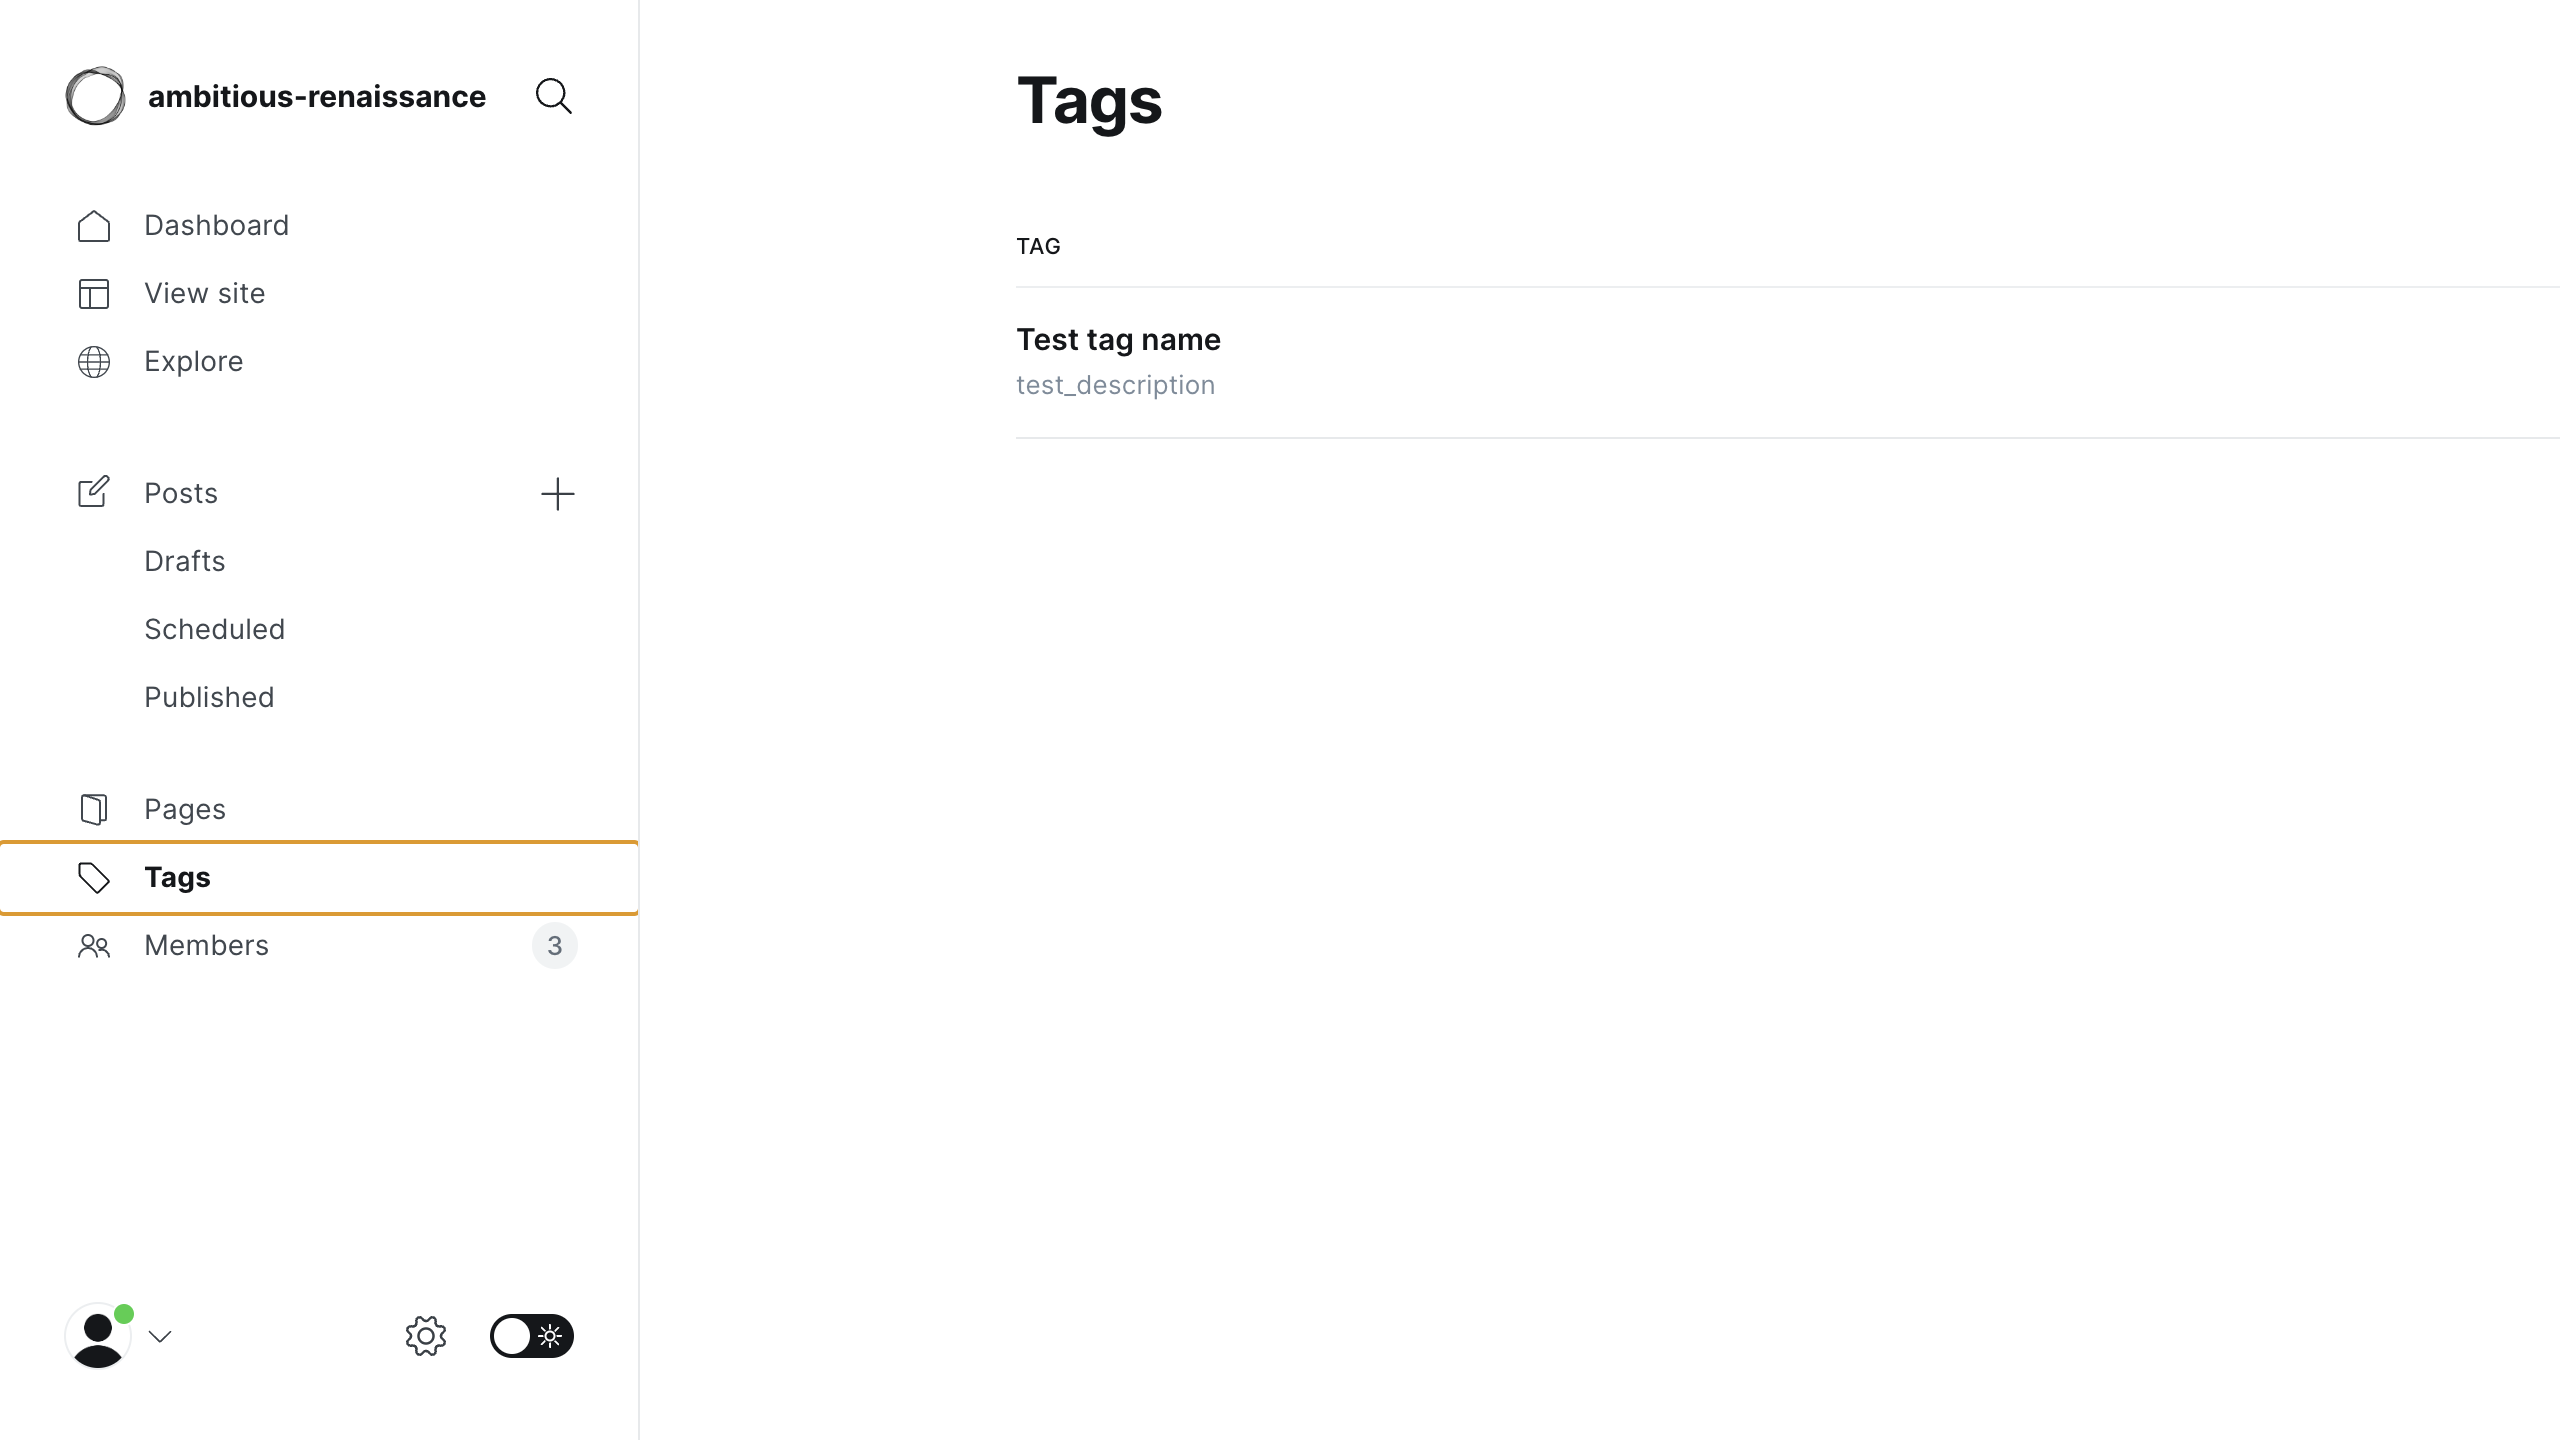 ambitious-renaissance
Dashboard
View site
Explore
Posts
Drafts
Scheduled
Published
Pages
Tags
Members 3
Tags
TAG
Test tag name
test_description